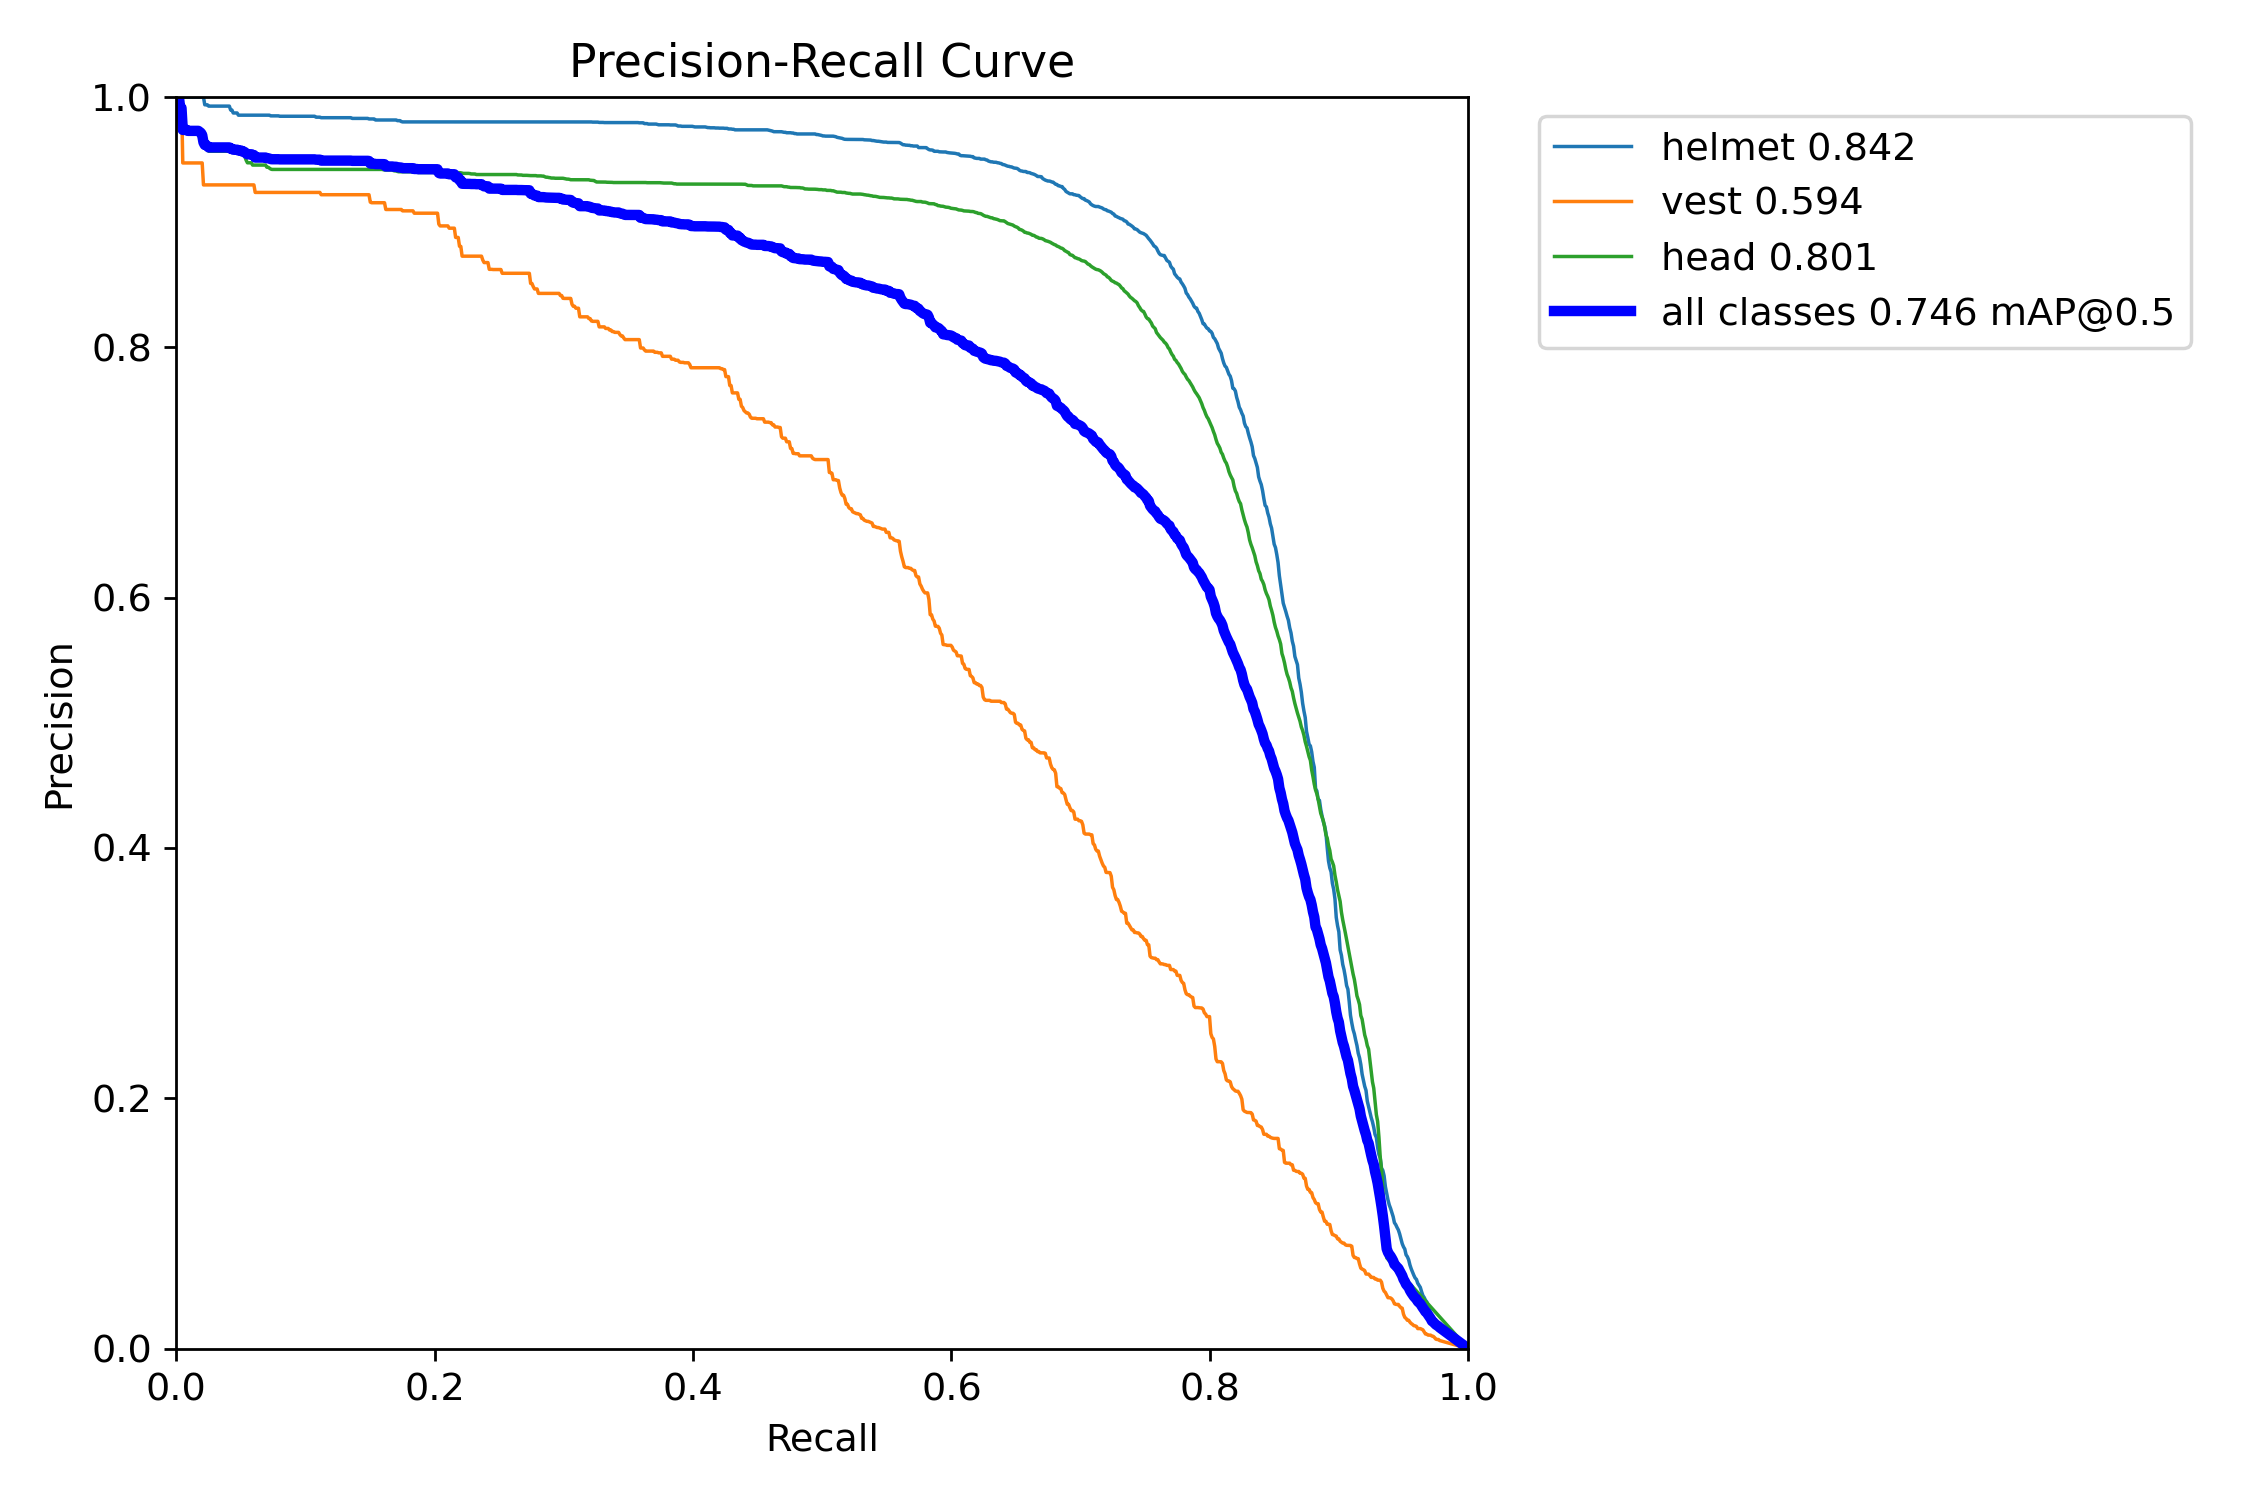 Precision-Recall Curve
1.0
0.8
0.6
0.4
0.2
0.0
Precision
0.0 0.2 0.4 0.6 0.8 1.0
Recall
helmet 0.842
vest 0.594
head 0.801
all classes 0.746 mAP@0.5